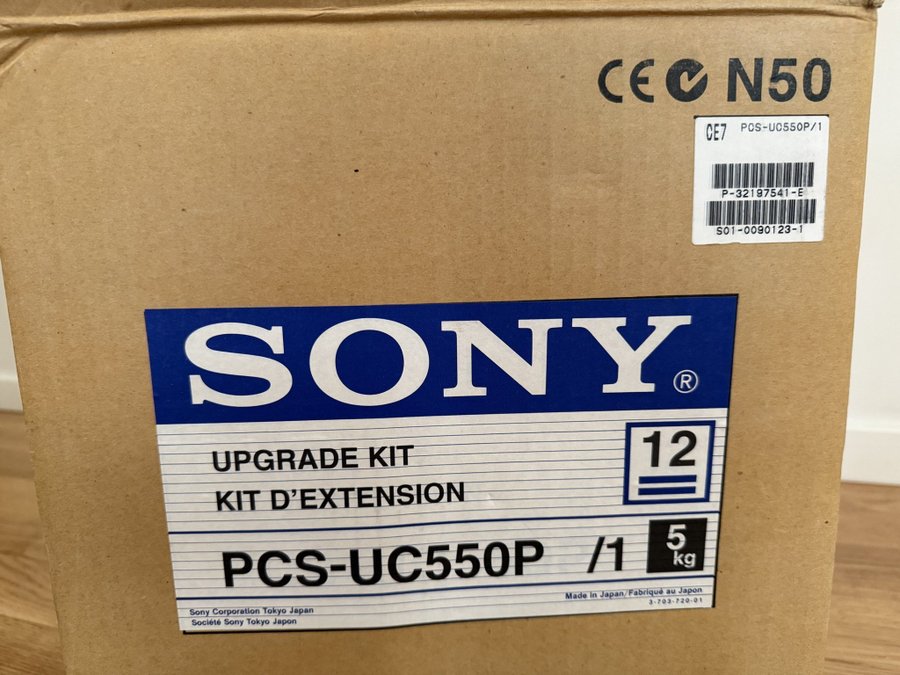 CE N50
CE7 PCS-UC550P/1
P-32197541-E
S01-0090123-1
SONY®
UPGRADE KIT
KIT D'EXTENSION
12
PCS-UC550P /1
5
kg
Made in Japan/Fabriqué au Japon
3-703-720-01
Sony Corporation Tokyo Japan
Société Sony Tokyo Japon